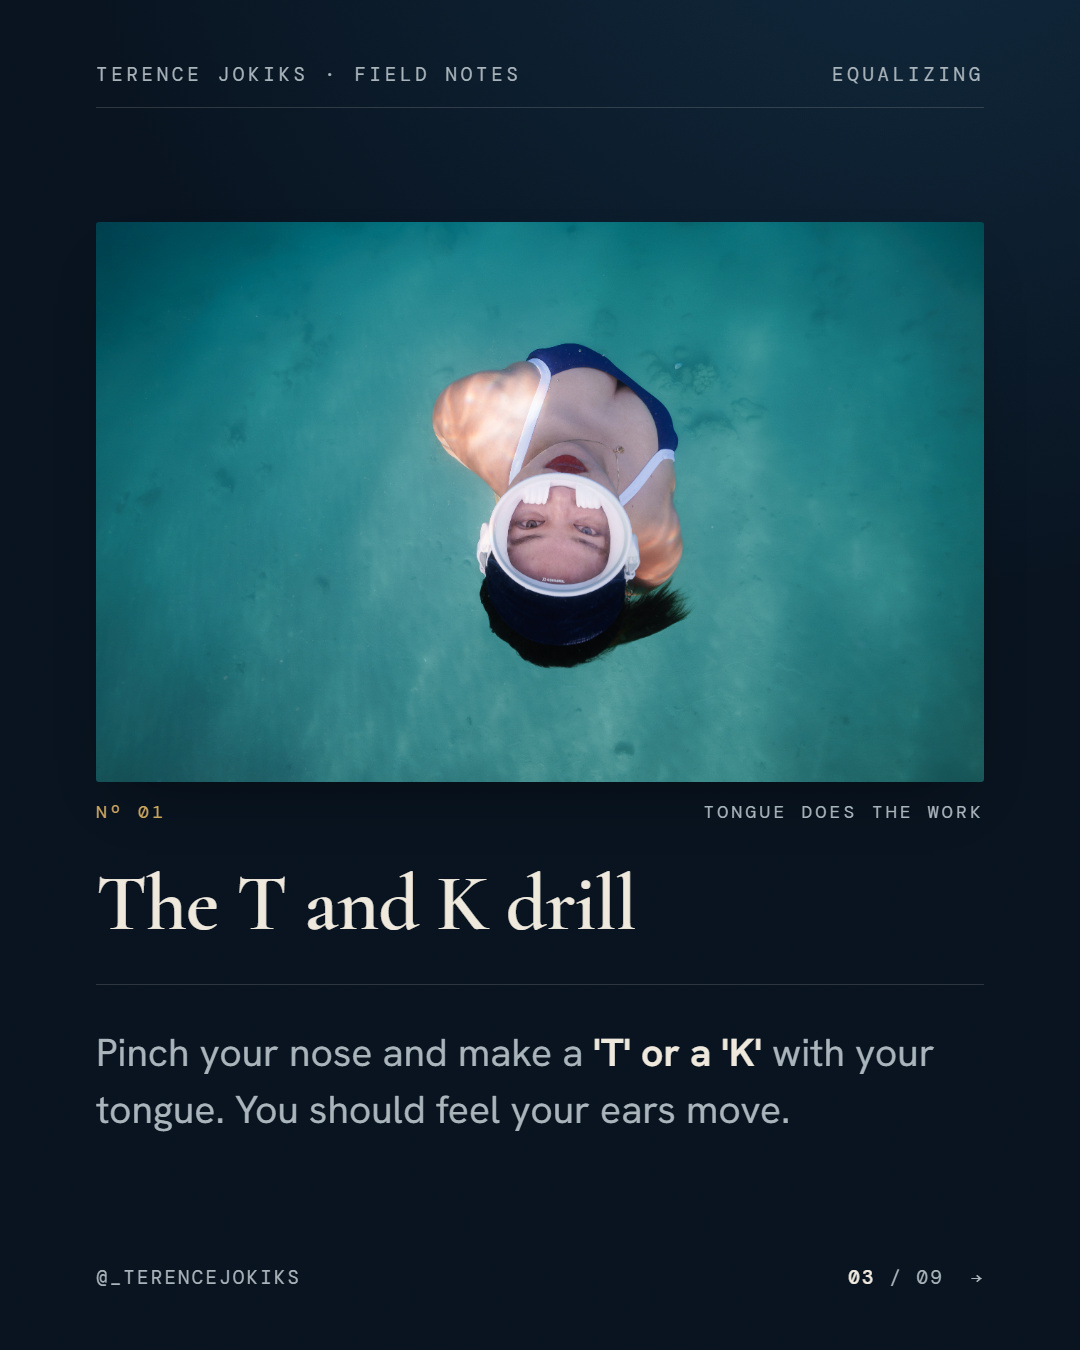 TERENCE JOKIKS · FIELD NOTES
EQUALIZING
Nº 01
TONGUE DOES THE WORK
The T and K drill
Pinch your nose and make a 'T' or a 'K' with your
tongue. You should feel your ears move.
@_TERENCEJOKIKS
03 / 09 →